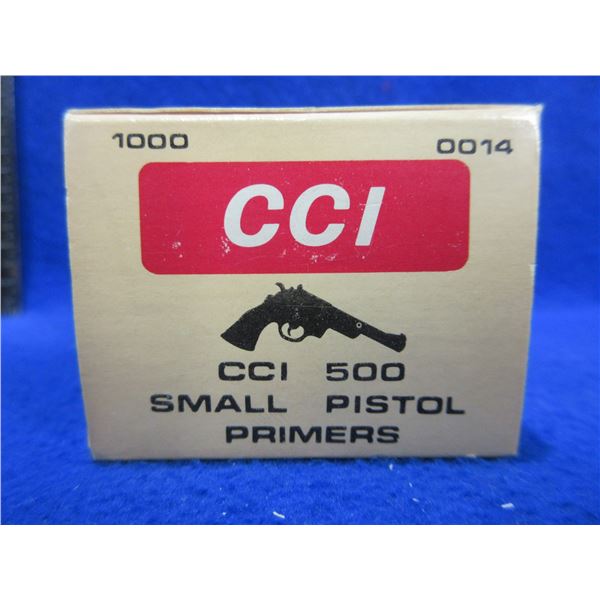 1000 0014
CCI
CCI 500
SMALL PISTOL
PRIMERS